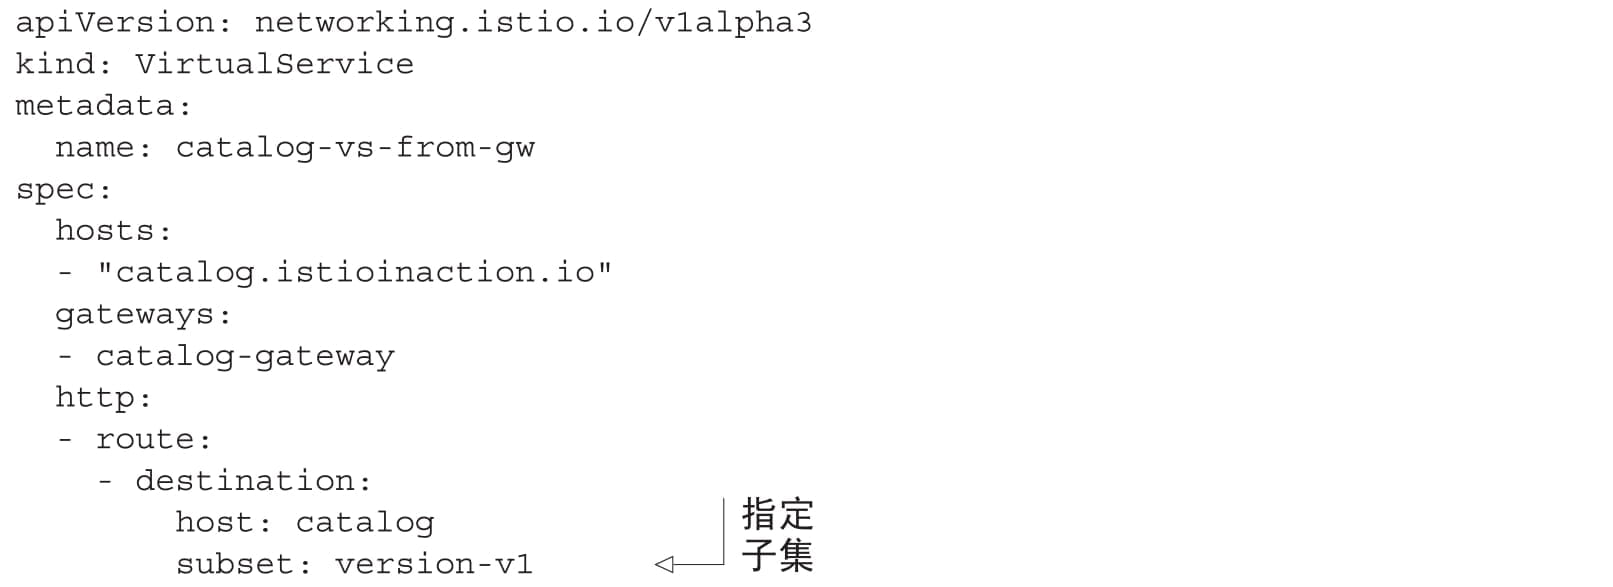 apiVersion: networking.istio.io/v1alpha3
kind: VirtualService
metadata:
  name: catalog-vs-from-gw
spec:
  hosts:
  - "catalog.istioinaction.io"
  gateways:
  - catalog-gateway
  http:
  - route:
    - destination:
        host: catalog
        subset: version-v1
指定
子集